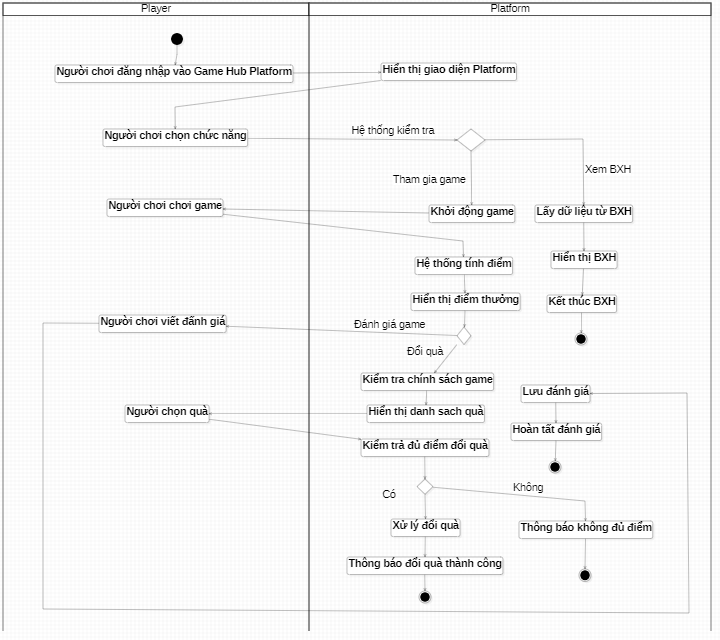 Player
Platform
Người chơi đăng nhập vào Game Hub Platform
Hiển thị giao diện Platform
Người chơi chọn chức năng
Hệ thống kiểm tra
Xem BXH
Tham gia game
Người chơi chơi game
Khởi động game
Lấy dữ liệu từ BXH
Hệ thống tính điểm
Hiển thị BXH
Hiển thị điểm thưởng
Kết thúc BXH
Người chơi viết đấnh giá
Đánh giá game
Đổi quà
Kiểm tra chính sách game
Lưu đánh giá
Người chọn quà
Hiển thị danh sach quà
Hoàn tất đánh giá
Kiểm trả đủ điểm đổi quà
Có
Không
Xử lý đổi quà
Thông báo không đủ điểm
Thông báo đổi quà thành công